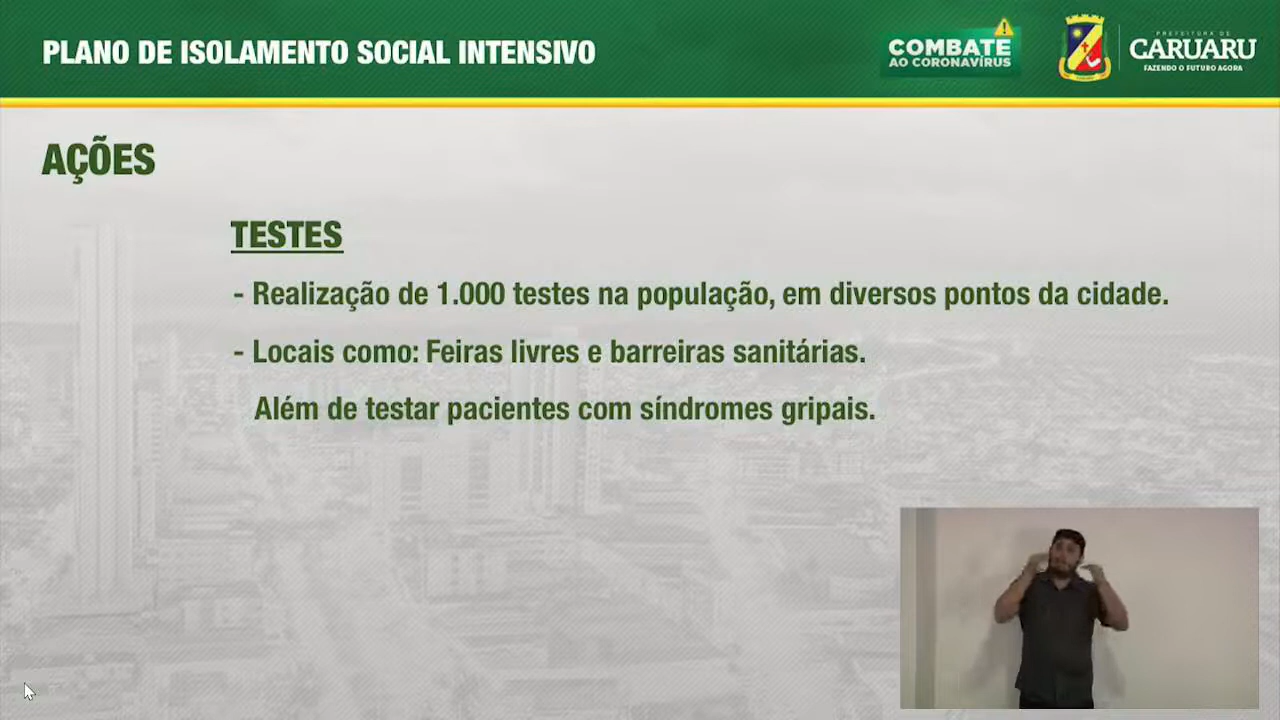 PLANO DE ISOLAMENTO SOCIAL INTENSIVO
COMBATE
AO CORONAVÍRUS
PREFEITURA DE
CARUARU
FAZENDO O FUTURO AGORA
AÇÕES
TESTES
- Realização de 1.000 testes na população, em diversos pontos da cidade.
- Locais como: Feiras livres e barreiras sanitárias.
Além de testar pacientes com síndromes gripais.